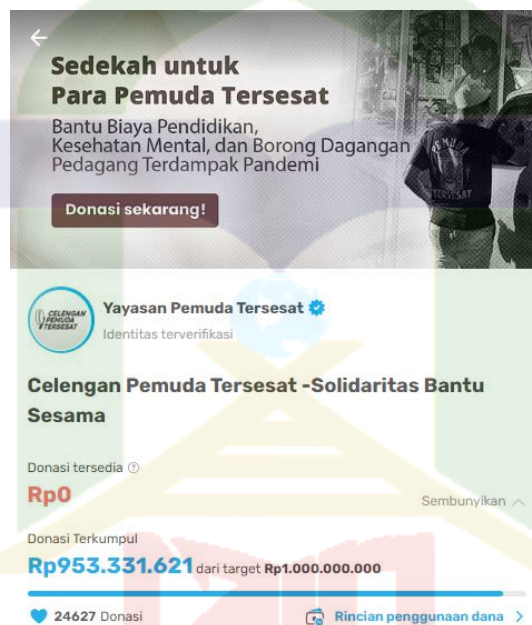 Sedekah untuk
Para Pemuda Tersesat
Bantu Biaya Pendidikan,
Kesehatan Mental, dan Borong Dagangan
Pedagang Terdampak Pandemi
PEMUDA
TERSESAT
Donasi sekarang!
CELENGAN
PEMUDA
TERSESAT
Yayasan Pemuda Tersesat
Identitas terverifikasi
Celengan Pemuda Tersesat -Solidaritas Bantu
Sesama
Donasi tersedia
Rp0
Sembunyikan
Donasi Terkumpul
Rp953.331.621 dari target Rp1.000.000.000
24627 Donasi
Rincian penggunaan dana